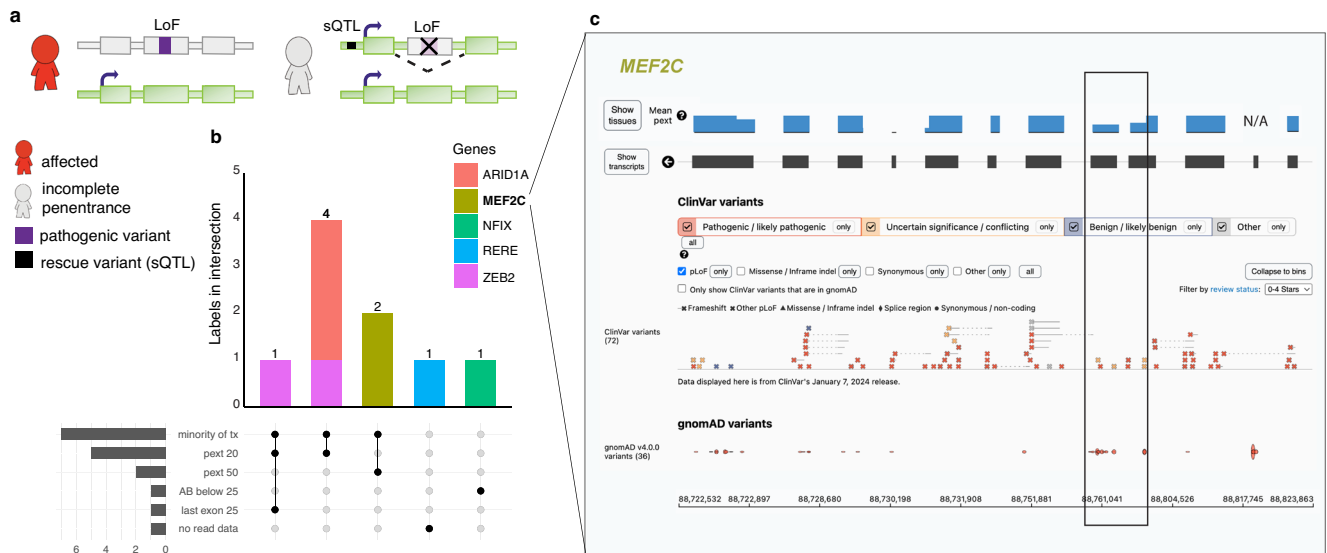 a
LoF
sQTL
LoF
affected
incomplete
penentrance
pathogenic variant
rescue variant (sQTL)
b
Genes
ARID1A
MEF2C
NFIX
RERE
ZEB2
Labels in intersection
5
4
3
2
1
0
1
4
2
1
1
minority of tx
pext 20
pext 50
AB below 25
last exon 25
no read data
6 4 2 0
c
MEF2C
Show
tissues
Mean
pext
?
N/A
Show
transcripts
ClinVar variants
Pathogenic / likely pathogenic only
Uncertain significance / conflicting only
Benign / likely benign only
Other only
all
?
pLoF only Missense / Inframe indel only Synonymous only Other only all
Collapse to bins
Only show ClinVar variants that are in gnomAD
Filter by review status: 0-4 Stars
Frameshift Other pLoF Missense / Inframe indel Splice region Synonymous / non-coding
ClinVar variants
(72)
Data displayed here is from ClinVar's January 7, 2024 release.
gnomAD variants
gnomAD v4.0.0
variants (36)
88,722,532 88,722,897 88,728,680 88,730,198 88,731,908 88,751,881 88,761,041 88,804,526 88,817,745 88,823,863